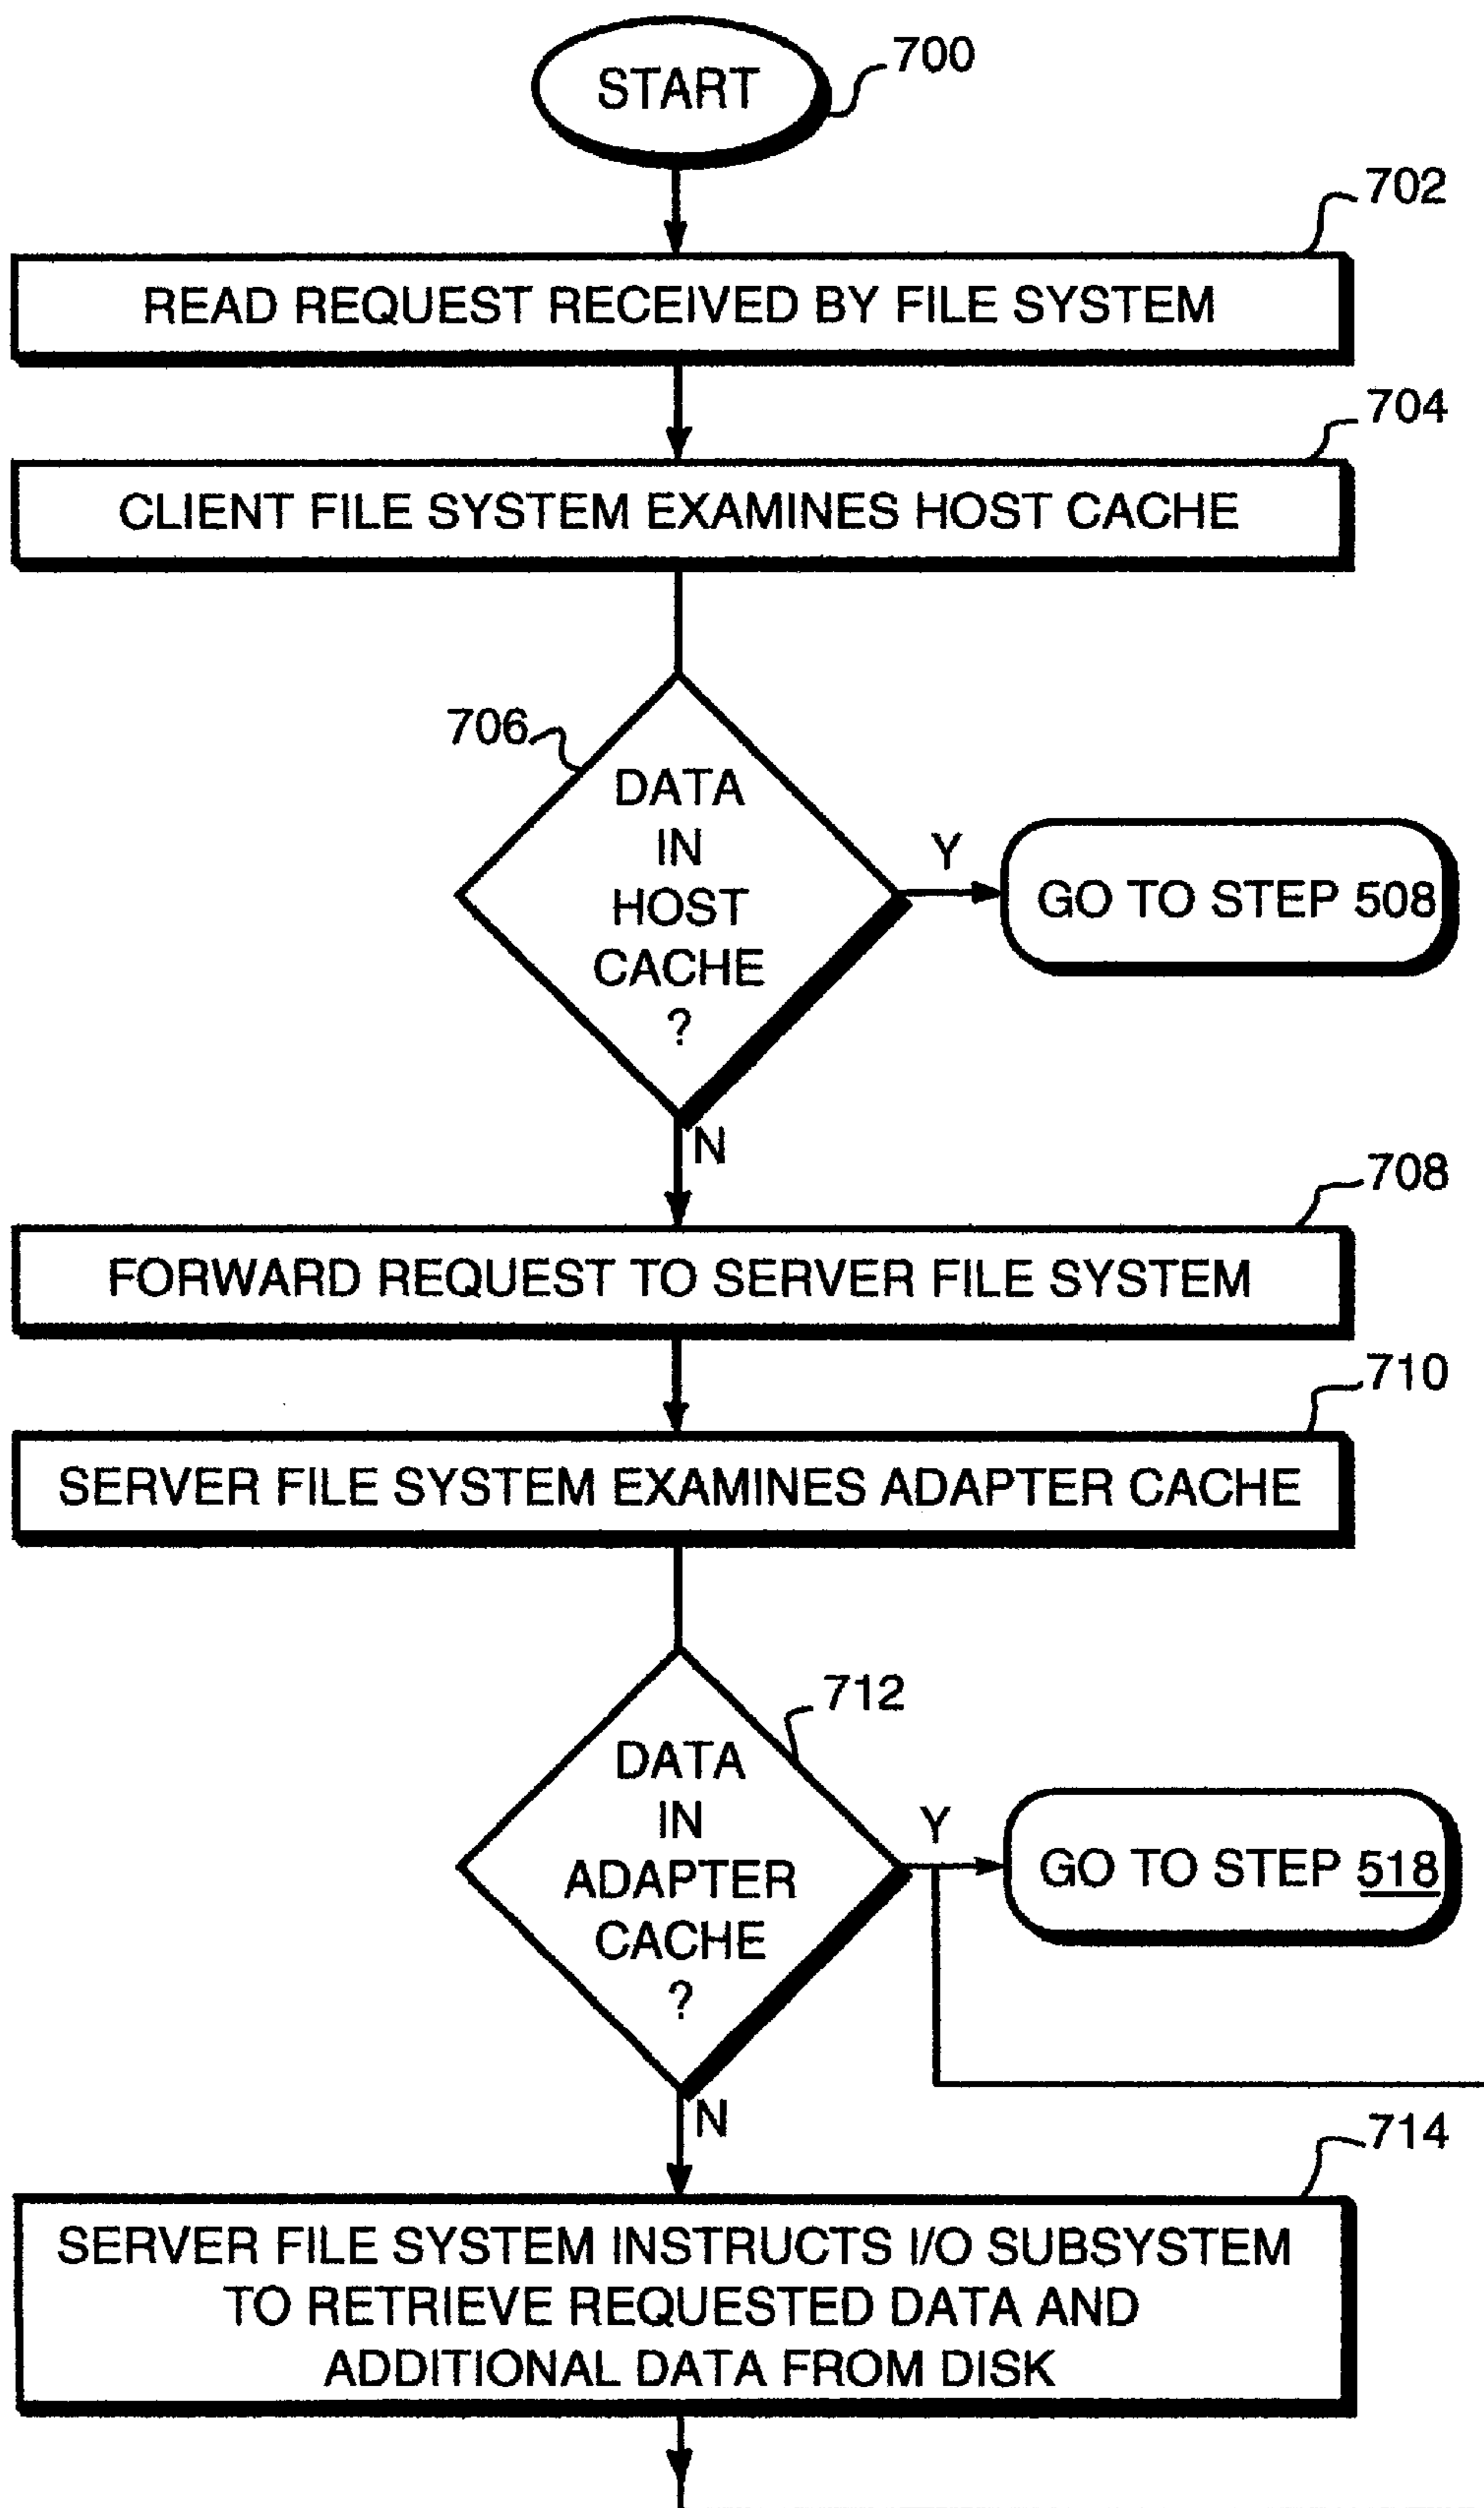 START
700
702
READ REQUEST RECEIVED BY FILE SYSTEM
704
CLIENT FILE SYSTEM EXAMINES HOST CACHE
706
DATA
IN
HOST
CACHE
?
Y
GO TO STEP 508
N
708
FORWARD REQUEST TO SERVER FILE SYSTEM
710
SERVER FILE SYSTEM EXAMINES ADAPTER CACHE
712
DATA
IN
ADAPTER
CACHE
?
Y
GO TO STEP 518
N
714
SERVER FILE SYSTEM INSTRUCTS I/O SUBSYSTEM
TO RETRIEVE REQUESTED DATA AND
ADDITIONAL DATA FROM DISK